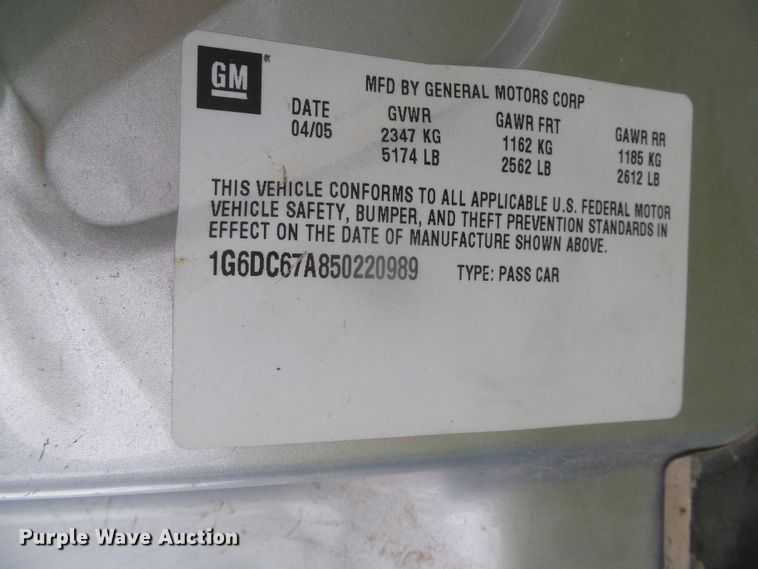 GM®
MFD BY GENERAL MOTORS CORP
DATE GVWR GAWR FRT GAWR RR
04/05 2347 KG 1162 KG 1185 KG
5174 LB 2562 LB 2612 LB
THIS VEHICLE CONFORMS TO ALL APPLICABLE U.S. FEDERAL MOTOR
VEHICLE SAFETY, BUMPER, AND THEFT PREVENTION STANDARDS IN
EFFECT ON THE DATE OF MANUFACTURE SHOWN ABOVE.
1G6DC67A850220989 TYPE: PASS CAR
Purple Wave Auction